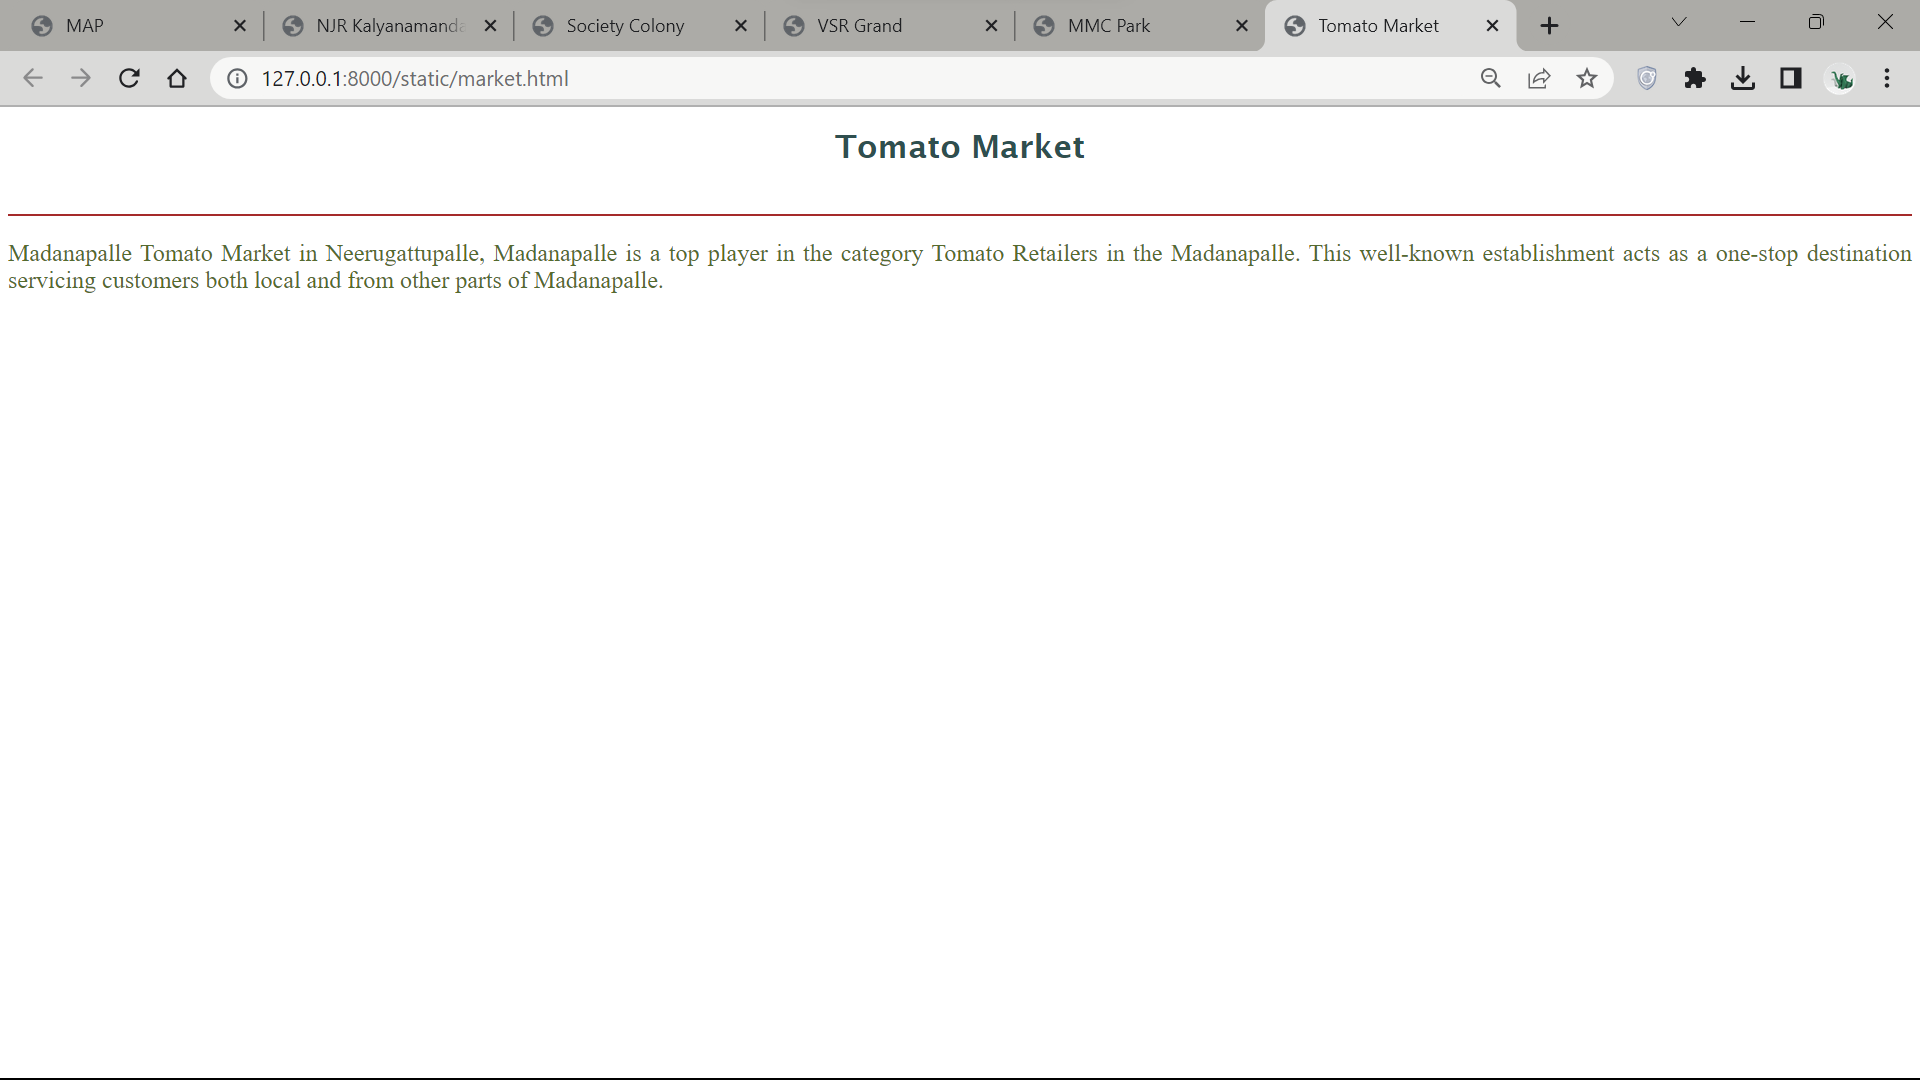 MAP
NJR Kalyanamanda
Society Colony
VSR Grand
MMC Park
Tomato Market
127.0.0.1:8000/static/market.html
Tomato Market
Madanapalle Tomato Market in Neerugattupalle, Madanapalle is a top player in the category Tomato Retailers in the Madanapalle. This well-known establishment acts as a one-stop destination
servicing customers both local and from other parts of Madanapalle.